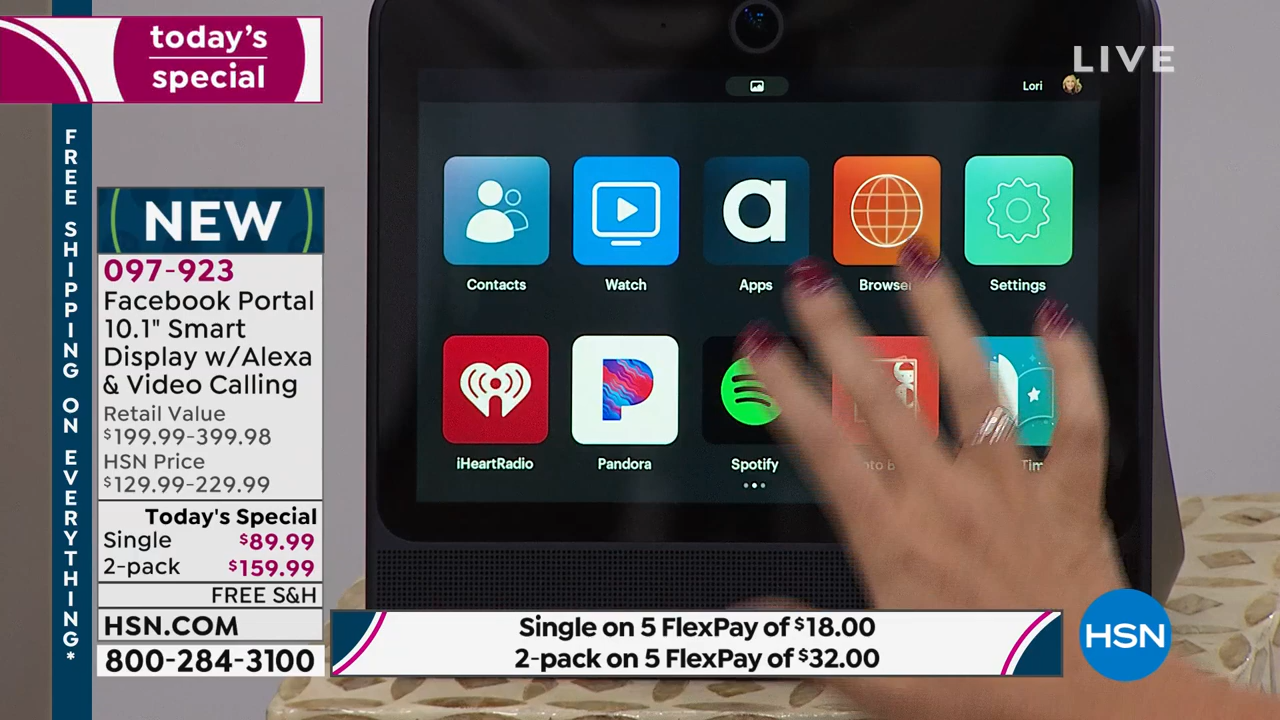 today's
special
FREE SHIPPING ON EVERYTHING*
NEW
097-923
Facebook Portal
10.1" Smart
Display w/Alexa
& Video Calling
Retail Value
$199.99-399.98
HSN Price
$129.99-229.99
Today's Special
Single $89.99
2-pack $159.99
FREE S&H
HSN.COM
800-284-3100
LIVE
Lori
a
Contacts Watch Apps Browse Settings
P
iHeartRadio Pandora Spotify
Single on 5 FlexPay of $18.00
2-pack on 5 FlexPay of $32.00
HSN